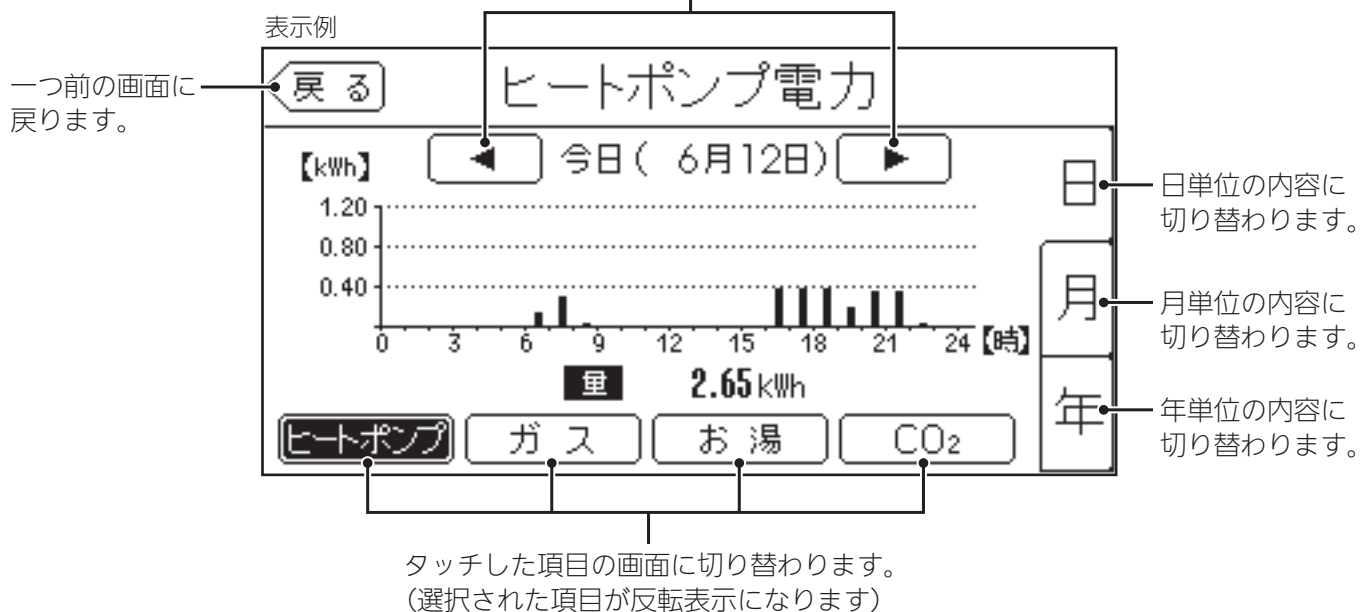 表示例
一つ前の画面に
戻ります。
戻る
ヒートポンプ電力
【kWh】
◀ 今日( 6月12日) ▶
1.20
0.80
0.40
0 3 6 9 12 15 18 21 24 【時】
量 2.65kWh
ヒートポンプ ガス お湯 CO2
日
月
年
日単位の内容に
切り替わります。
月単位の内容に
切り替わります。
年単位の内容に
切り替わります。
タッチした項目の画面に切り替わります。
(選択された項目が反転表示になります)